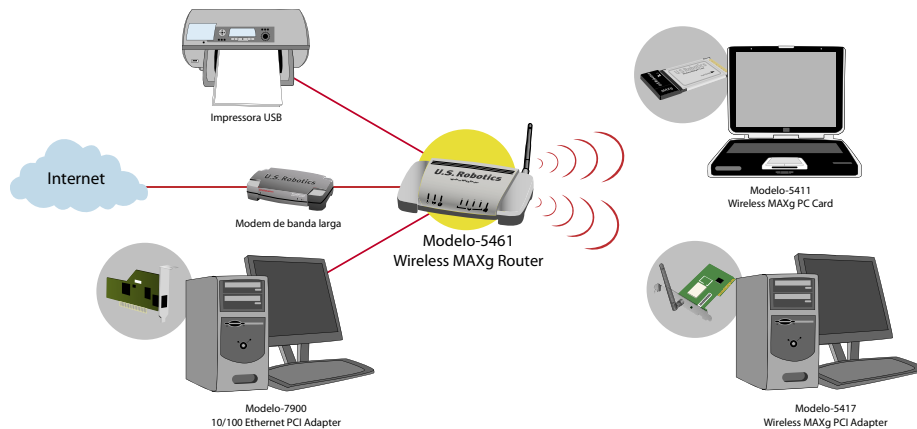 Impressora USB
Internet
Modem de banda larga
U.S. Robotics
U.S. Robotics
Modelo-5461
Wireless MAXg Router
Modelo-5411
Wireless MAXg PC Card
Modelo-7900
10/100 Ethernet PCI Adapter
Modelo-5417
Wireless MAXg PCI Adapter